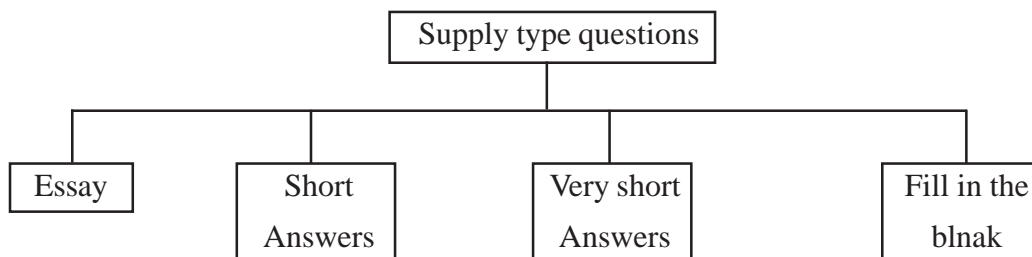 Supply type questions
Essay
Short
Answers
Very short
Answers
Fill in the
blnak